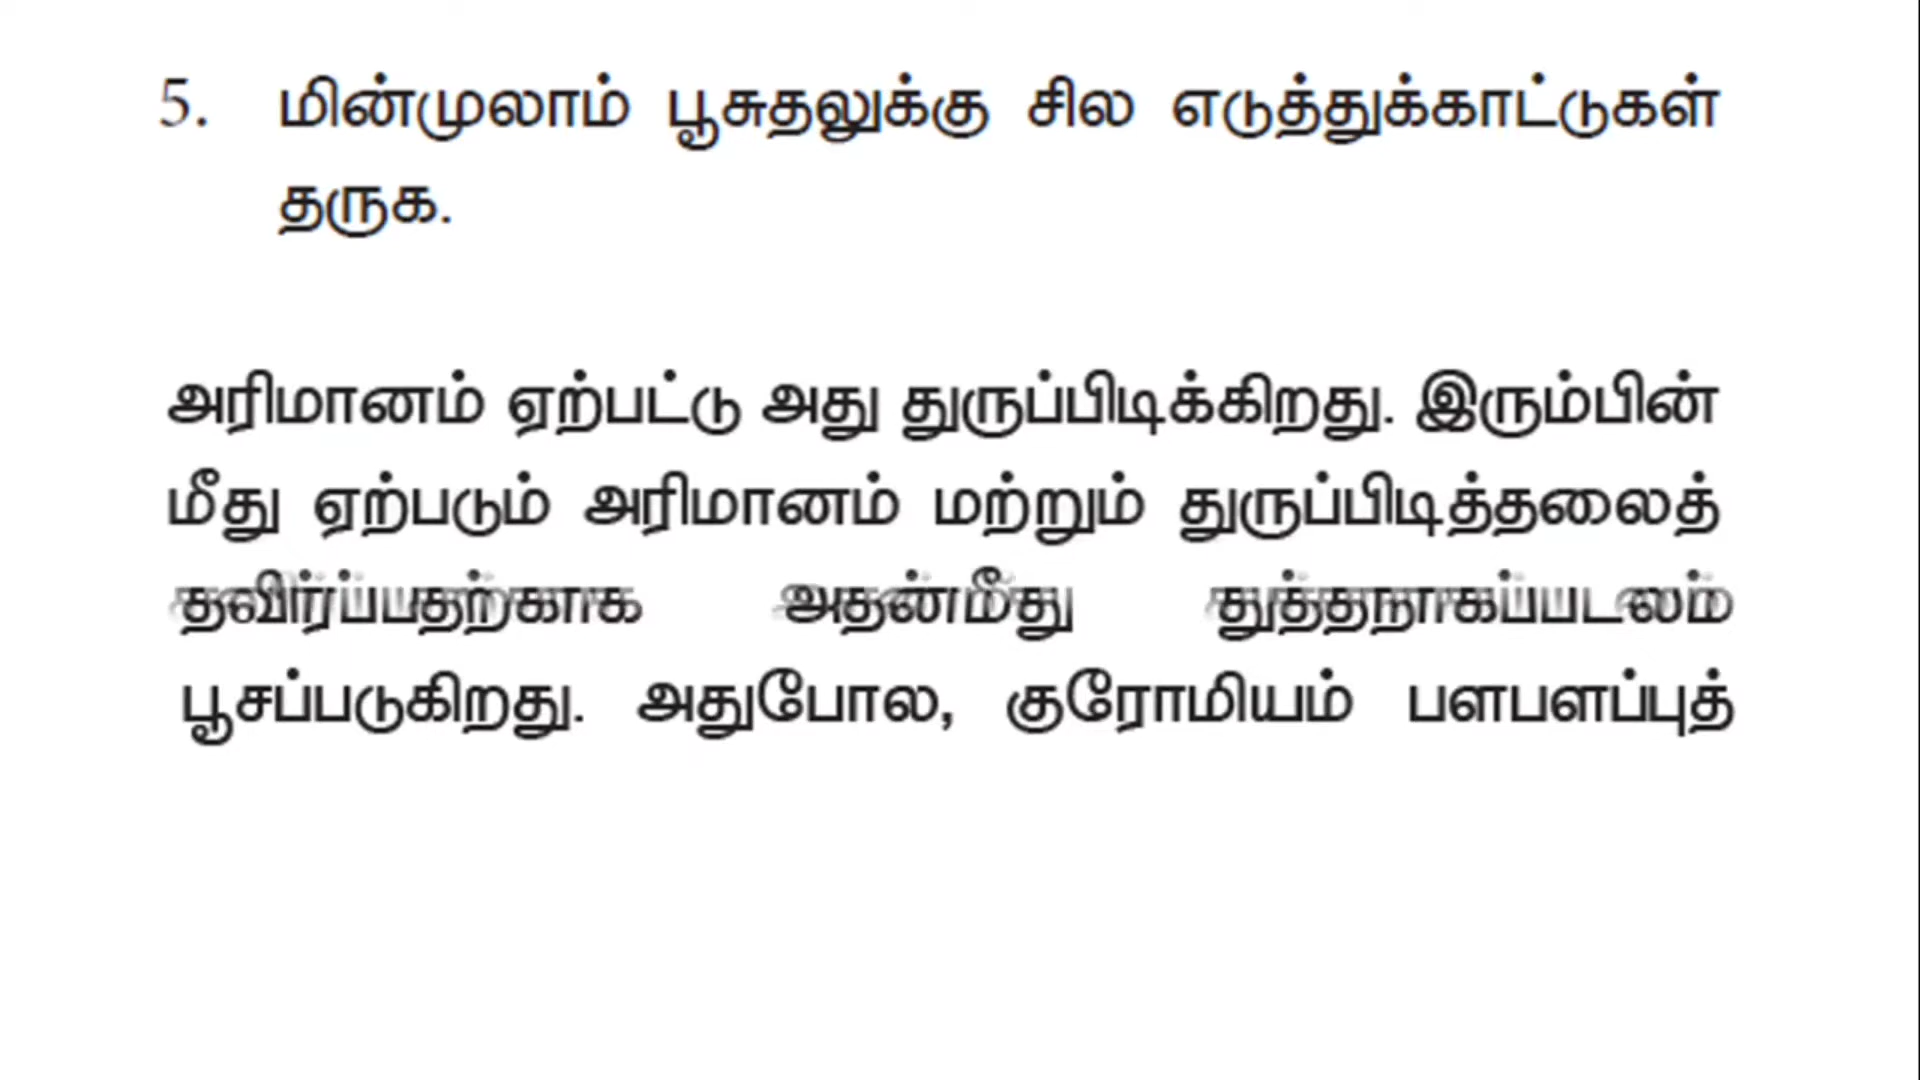 5. மின்முலாம் பூசுதலுக்கு சில எடுத்துக்காட்டுகள்
தருக.
அரிமானம் ஏற்பட்டு அது துருப்பிடிக்கிறது. இரும்பின்
மீது ஏற்படும் அரிமானம் மற்றும் துருப்பிடித்தலைத்
தவிர்ப்பதற்காக அதன்மீது துத்தநாகப்படலம்
பூசப்படுகிறது. அதுபோல, குரோமியம் பளபளப்புத்